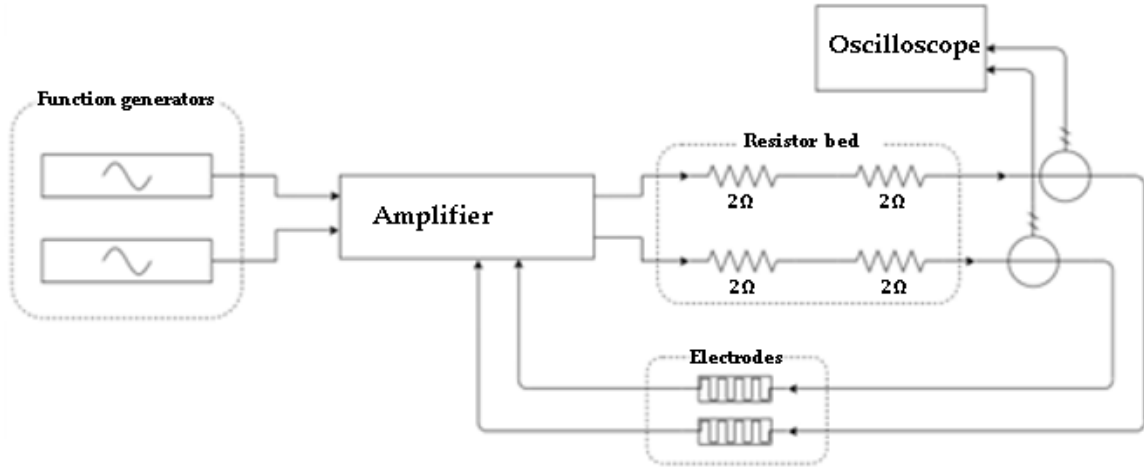 Oscilloscope
Function generators
Resistor bed
2Ω 2Ω
Amplifier
2Ω 2Ω
Electrodes